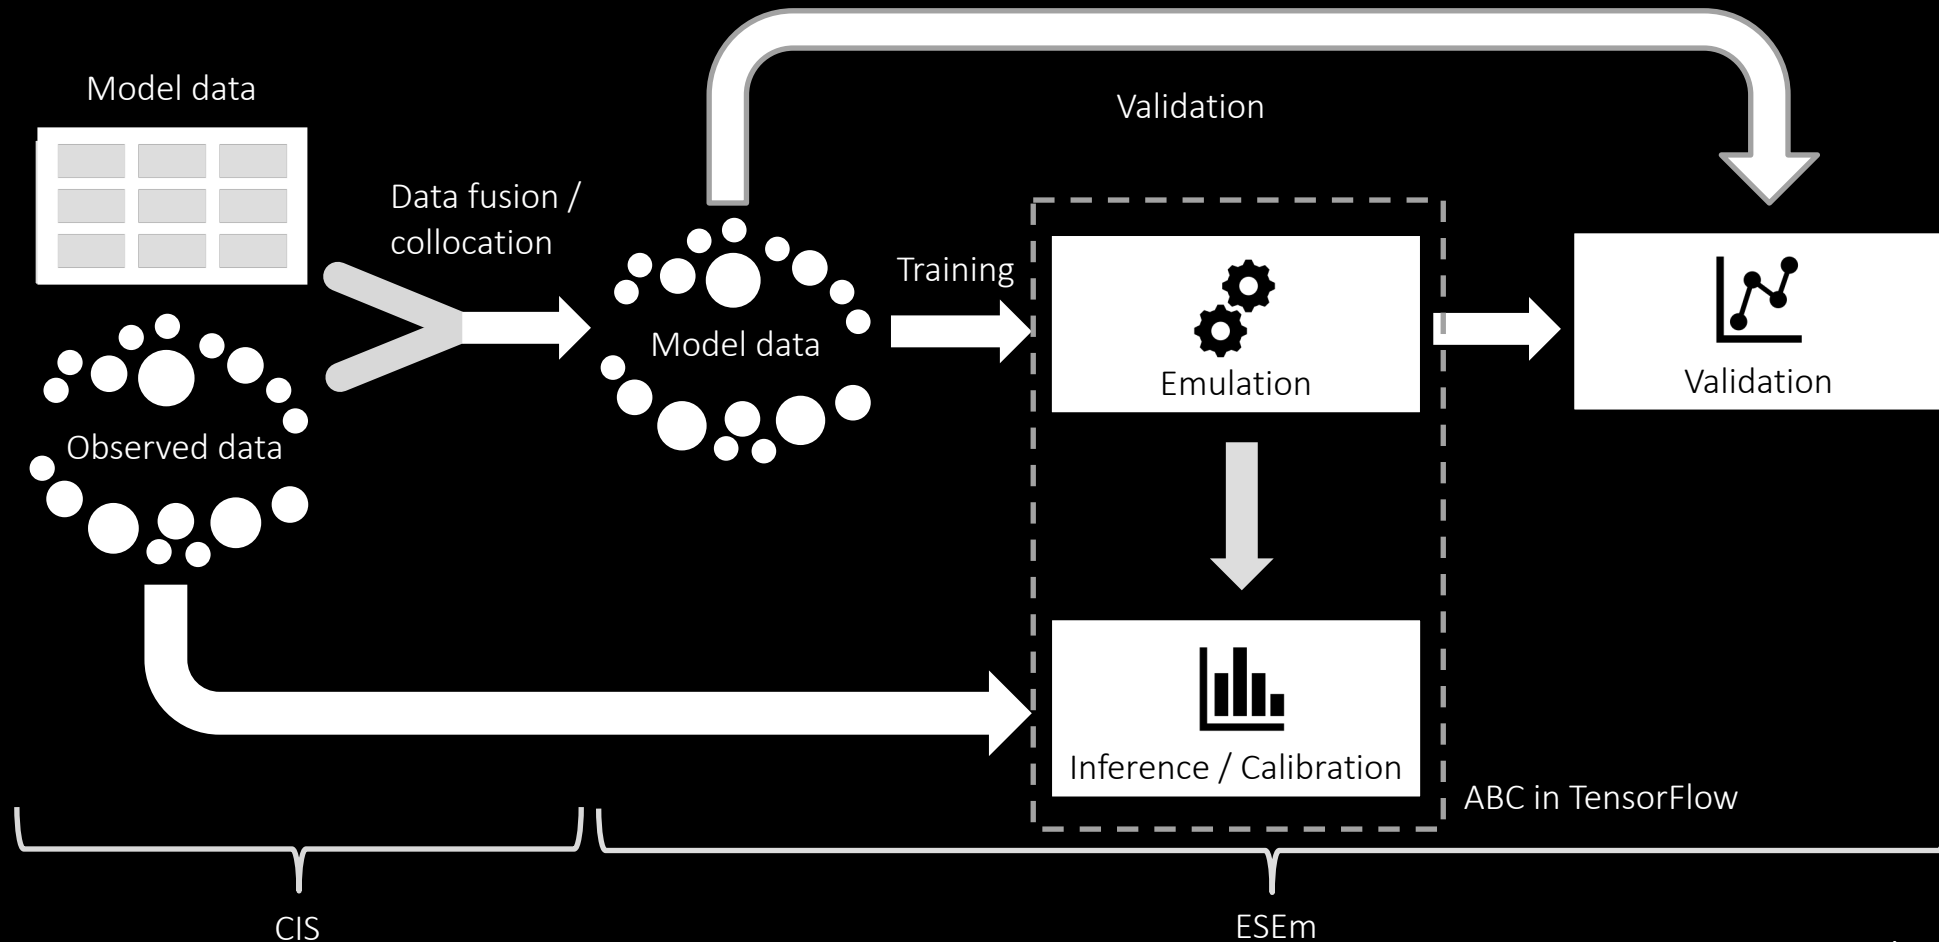 Model data
Validation
Data fusion /
collocation
Training
Model data
Emulation
Validation
Observed data
Inference / Calibration
ABC in TensorFlow
CIS
ESEm